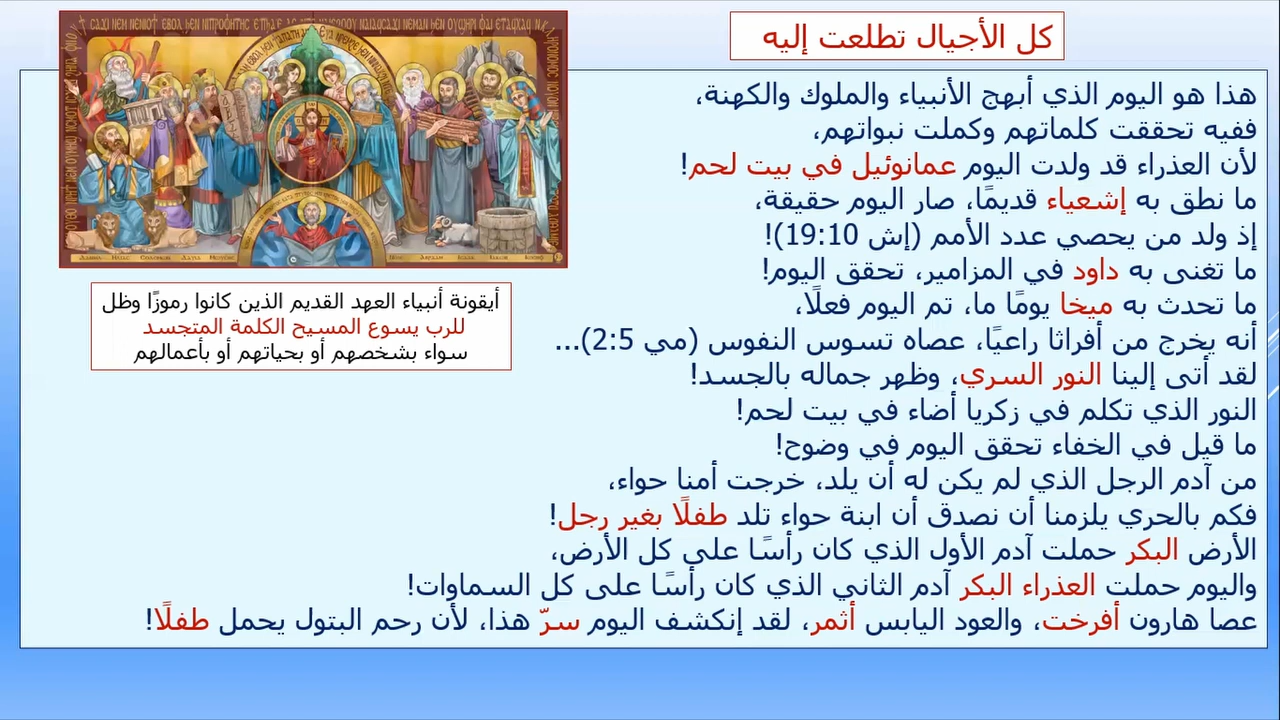 كل الأجيال تطلعت إليه
هذا هو اليوم الذي أبهج الأنبياء والملوك والكهنة،
ففيه تحققت كلماتهم وكملت نبواتهم،
لأن العذراء قد ولدت اليوم عمانوئيل في بيت لحم!
ما نطق به إشعياء قديمًا، صار اليوم حقيقة،
إذ ولد من يحصي عدد الأمم (إش 19:10)!
ما تغنى به داود في المزامير، تحقق اليوم!
ما تحدث به ميخا يومًا ما، تم اليوم فعلًا،
أنه يخرج من أفراثا راعيًا، عصاه تسوس النفوس (مي 2:5)...
لقد أتى إلينا النور السري، وظهر جماله بالجسد!
النور الذي تكلم في زكريا أضاء في بيت لحم!
ما قيل في الخفاء تحقق اليوم في وضوح!
من آدم الرجل الذي لم يكن له أن يلد، خرجت أمنا حواء،
فكم بالحري يلزمنا أن نصدق أن ابنة حواء تلد طفلًا بغير رجل!
الأرض البكر حملت آدم الأول الذي كان رأسًا على كل الأرض،
واليوم حملت العذراء البكر آدم الثاني الذي كان رأسًا على كل السماوات!
عصا هارون أفرخت، والعود اليابس أثمر، لقد إنكشف اليوم سرّ هذا، لأن رحم البتول يحمل طفلًا!
أيقونة أنبياء العهد القديم الذين كانوا رموزًا وظل
للرب يسوع المسيح الكلمة المتجسد
سواء بشخصهم أو بحياتهم أو بأعمالهم